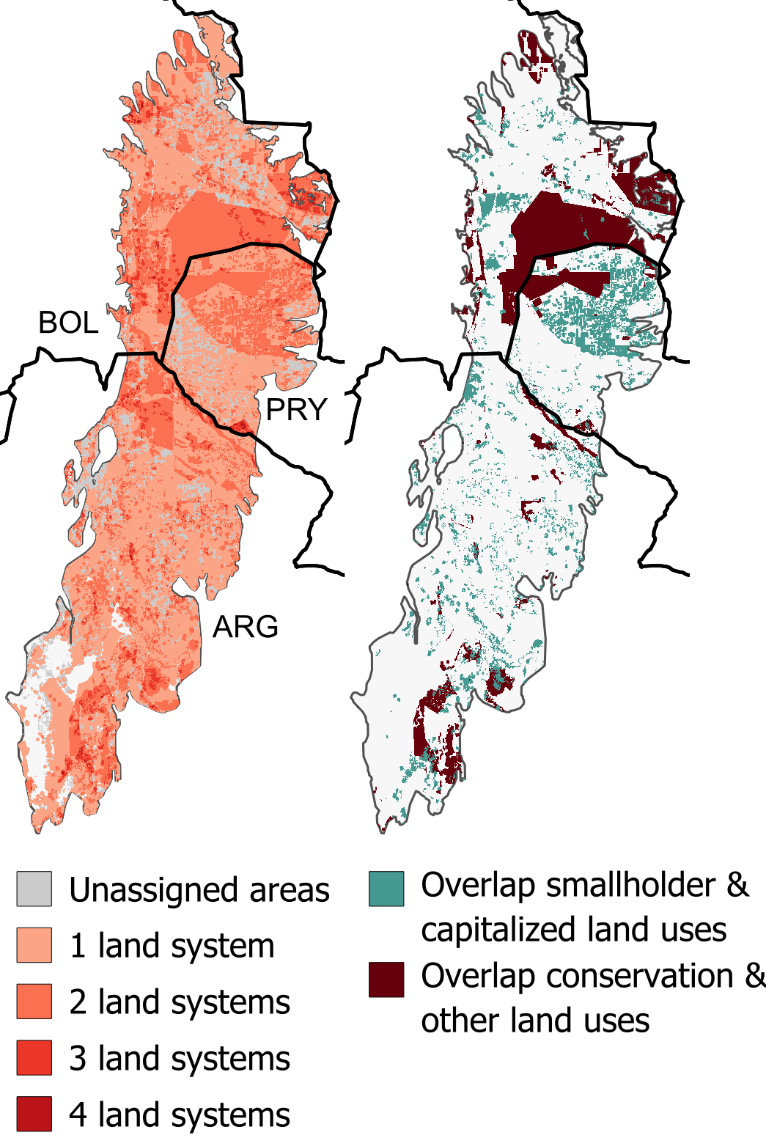 BOL
PRY
ARG
Unassigned areas
1 land system
2 land systems
3 land systems
4 land systems
Overlap smallholder &
capitalized land uses
Overlap conservation &
other land uses